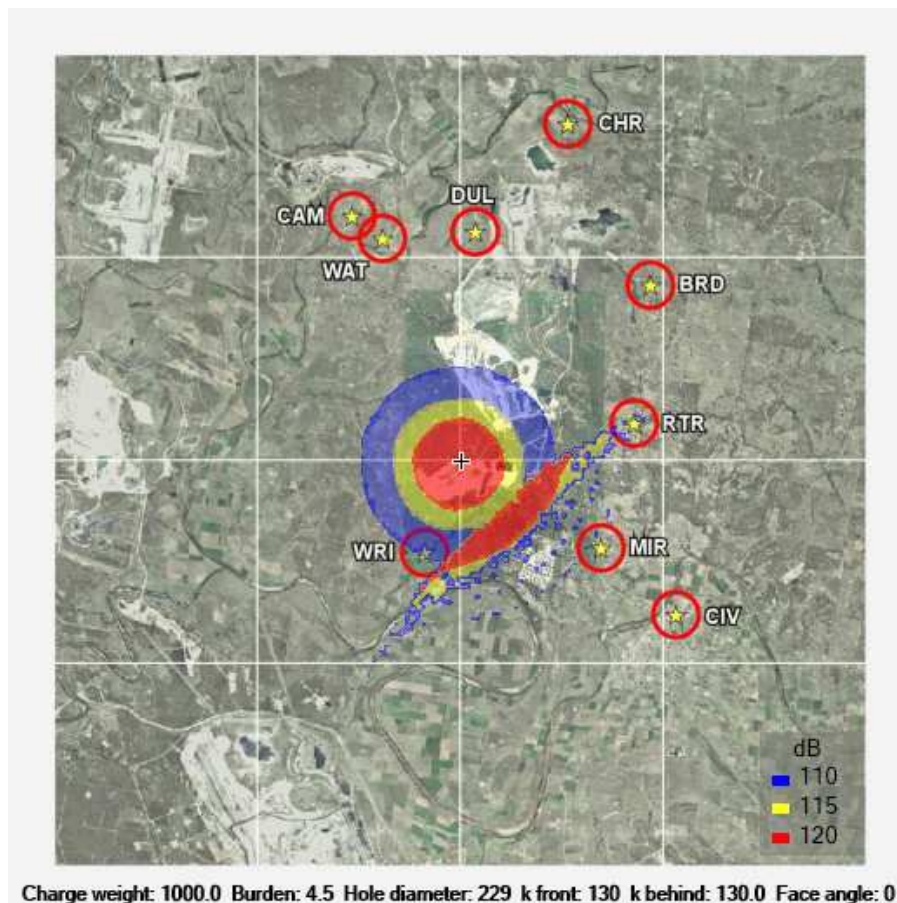 CHR
CAM
DUL
WAT
BRD
RTR
WRI
MIR
CIV
dB
110
115
120
Charge weight: 1000.0 Burden: 4.5 Hole diameter: 229 k front: 130 k behind: 130.0 Face angle: 0